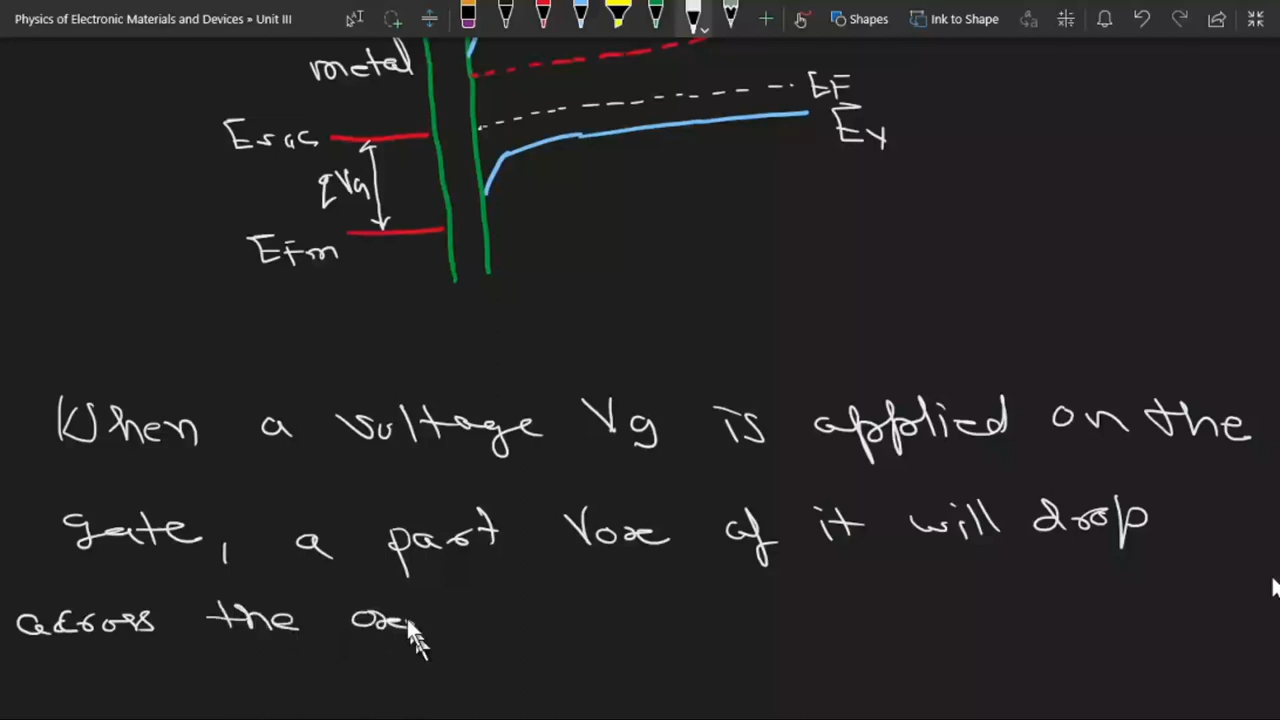 Physics of Electronic Materials and Devices » Unit III
Shapes
Ink to Shape
metal
EF
Ev
qVg
EFm
When a voltage Vg is applied on the
gate, a part Vox of it will drop
across the ox